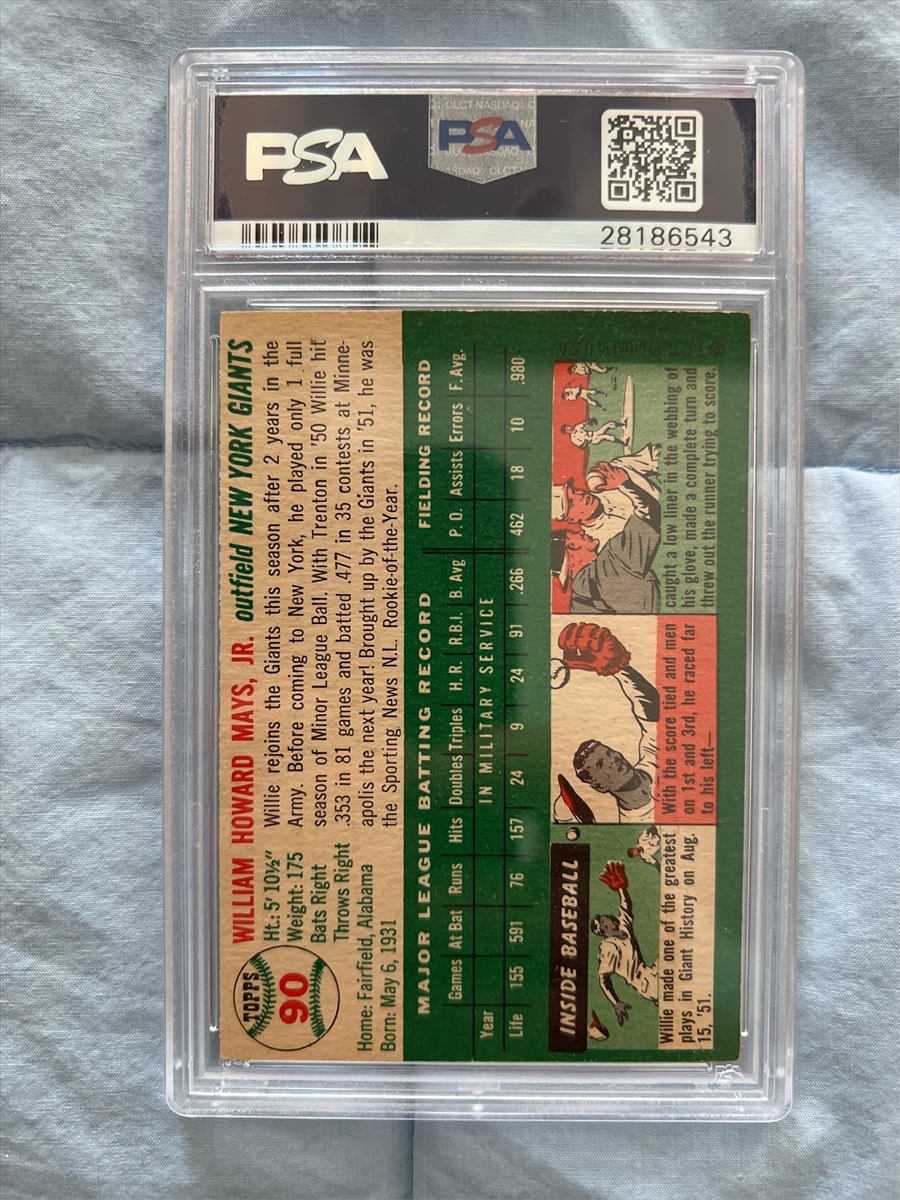 PSA
CLCT NASDAQ
PSA
28186543
TOPPS
90
WILLIAM HOWARD MAYS, JR. outfield NEW YORK GIANTS
Ht.: 5' 10½"
Weight: 175
Bats Right
Throws Right
Home: Fairfield, Alabama
Born: May 6, 1931
Willie rejoins the Giants this season after 2 years in the
Army. Before coming to New York, he played only 1 full
season of Minor League Ball. With Trenton in '50 Willie hit
.353 in 81 games and batted .477 in 35 contests at Minne-
apolis the next year! Brought up by the Giants in '51, he was
the Sporting News N.L. Rookie-of-the-Year.
MAJOR LEAGUE BATTING RECORD FIELDING RECORD
Games At Bat Runs Hits Doubles Triples H.R. R.B.I. B. Avg P. O. Assists Errors F. Avg.
Year IN MILITARY SERVICE
Life 155 591 76 157 24 9 24 91 .266 462 18 10 .980
INSIDE BASEBALL
Willie made one of the greatest
plays in Giant History on Aug.
15, '51.
With the score tied and men
on 1st and 3rd, he raced far
to his left—
caught a low liner in the webbing of
his glove, made a complete turn and
threw out the runner trying to score.
© T.C.G. Printed in U.S.A.
PSA